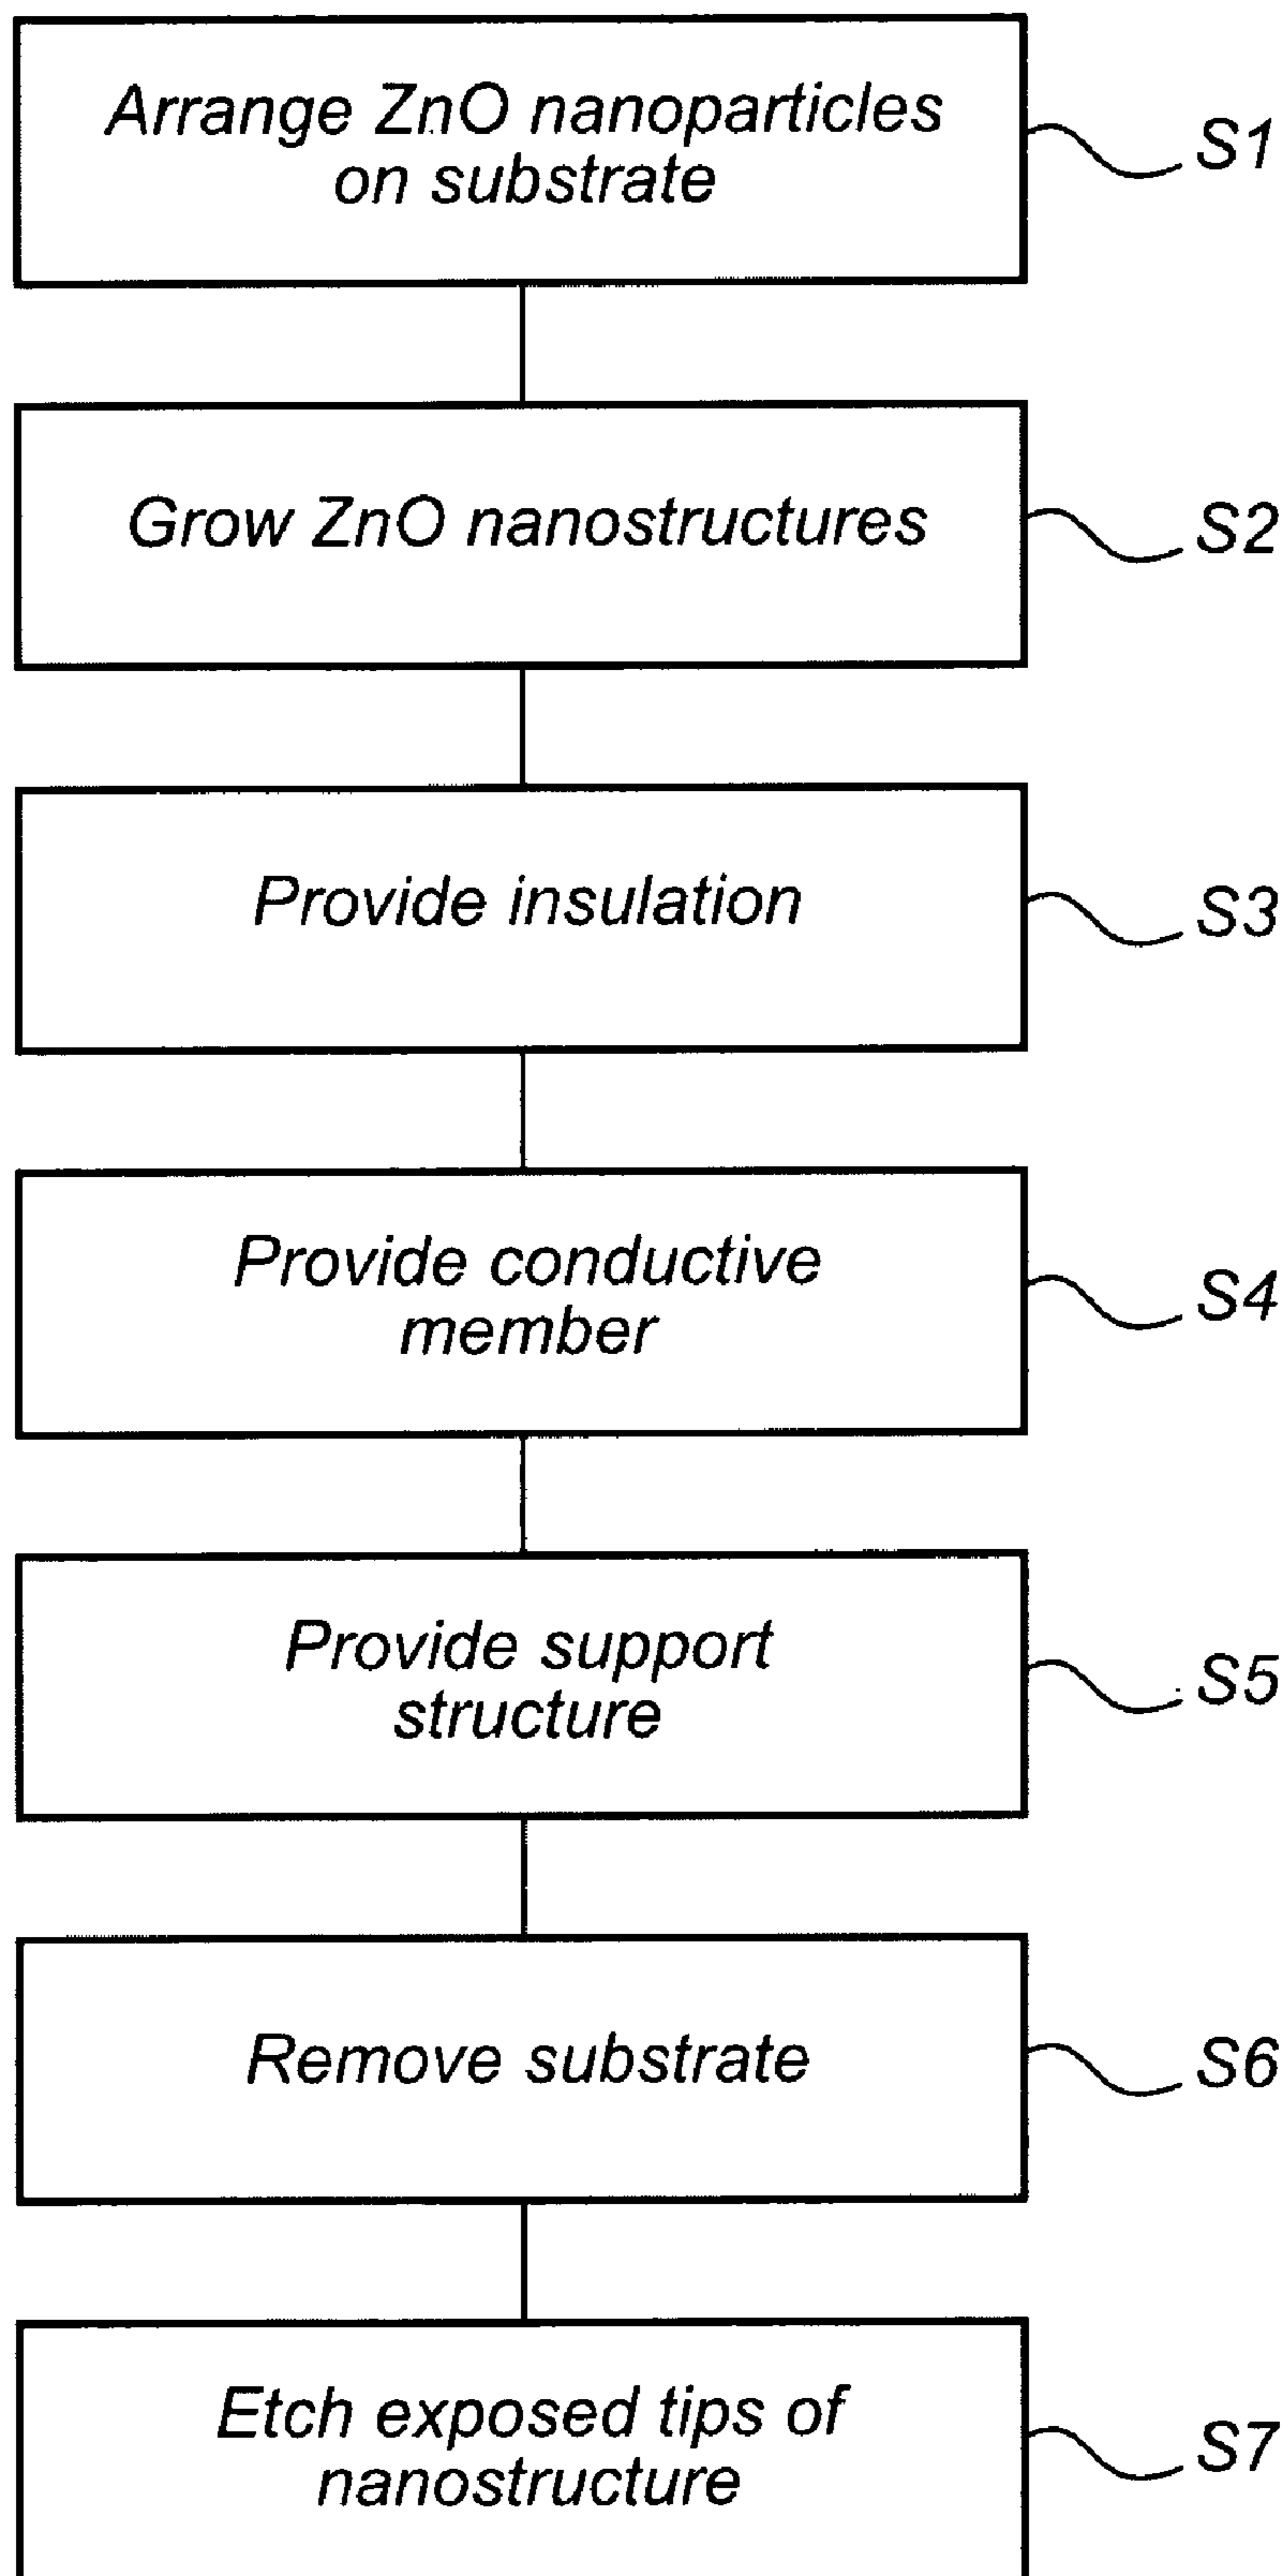 Arrange ZnO nanoparticles
on substrate
S1
Grow ZnO nanostructures
S2
Provide insulation
S3
Provide conductive
member
S4
Provide support
structure
S5
Remove substrate
S6
Etch exposed tips of
nanostructure
S7